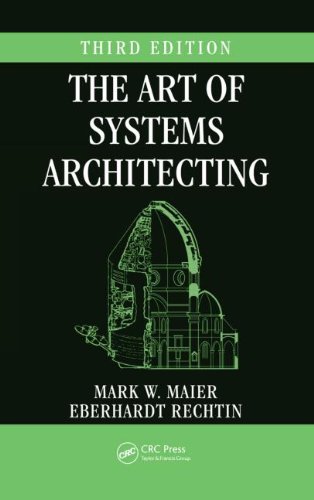 THIRD EDITION
THE ART OF
SYSTEMS
ARCHITECTING
MARK W. MAIER
EBERHARDT RECHTIN
CRC
CRC Press
Taylor & Francis Group